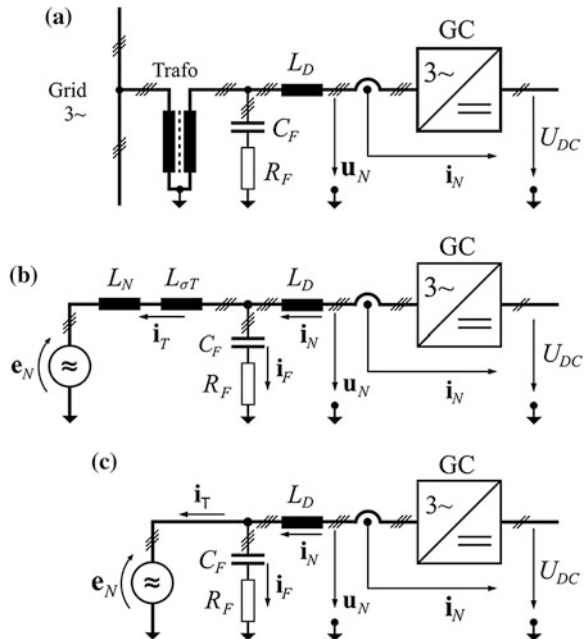 (a)
GC
Trafo
L_D
Grid
3~
3~
C_F
R_F
u_N
i_N
U_DC
(b)
GC
L_N
L_σT
L_D
3~
i_T
i_N
e_N
≈
C_F
i_F
R_F
u_N
i_N
U_DC
(c)
GC
i_T
L_D
3~
i_N
e_N
≈
C_F
i_F
R_F
u_N
i_N
U_DC